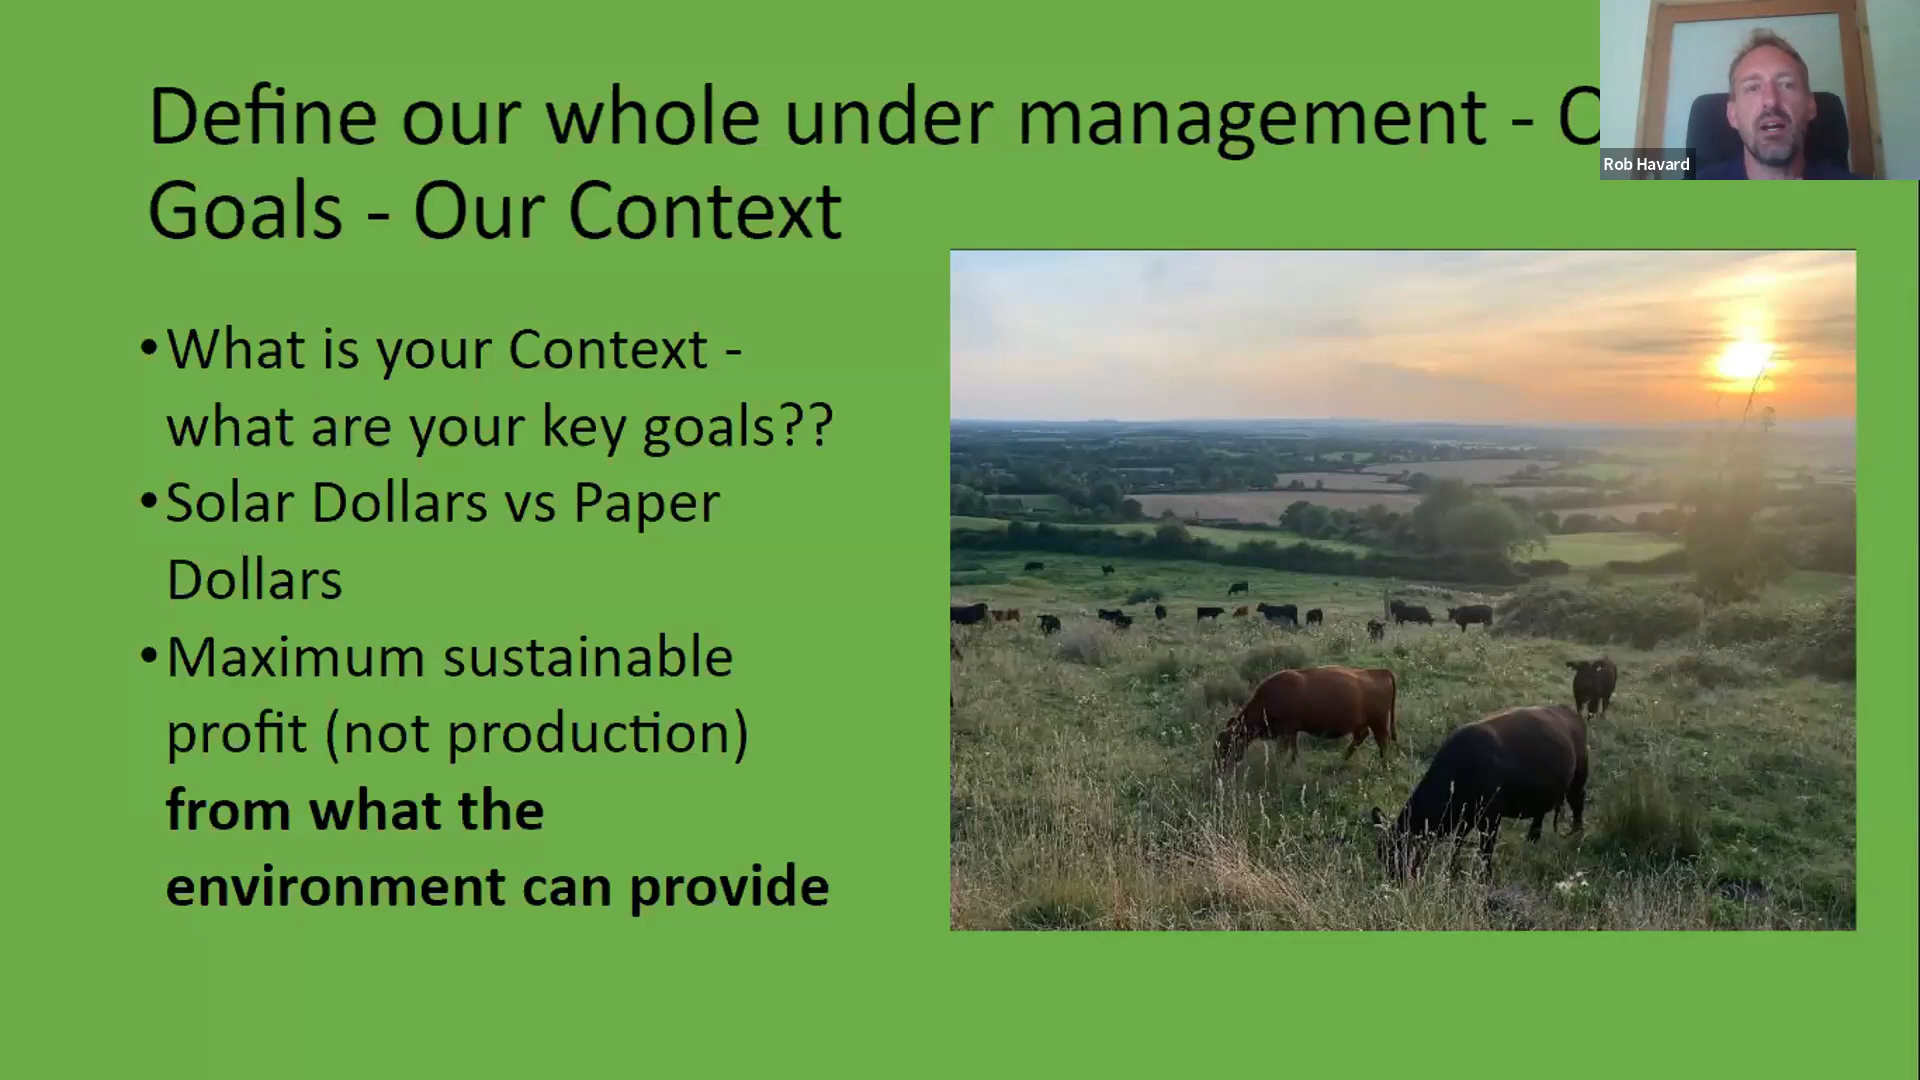 Define our whole under management -
Goals - Our Context
Rob Havard
•What is your Context -
what are your key goals??
•Solar Dollars vs Paper
Dollars
•Maximum sustainable
profit (not production)
from what the
environment can provide